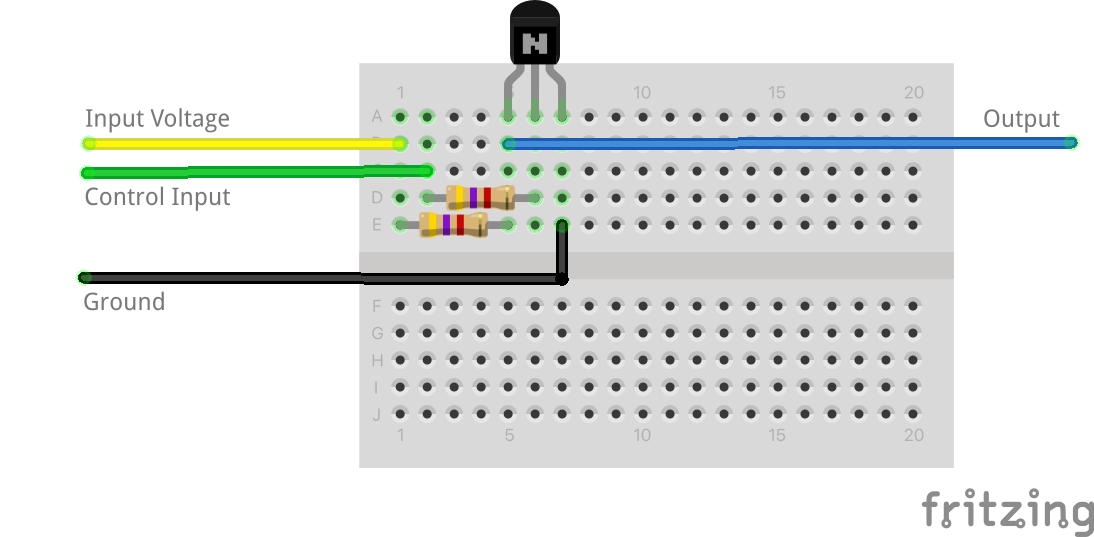 N
1 10 15 20
A
Input Voltage
Output
Control Input
D
E
Ground
F
G
H
I
J
1 5 10 15 20
fritzing